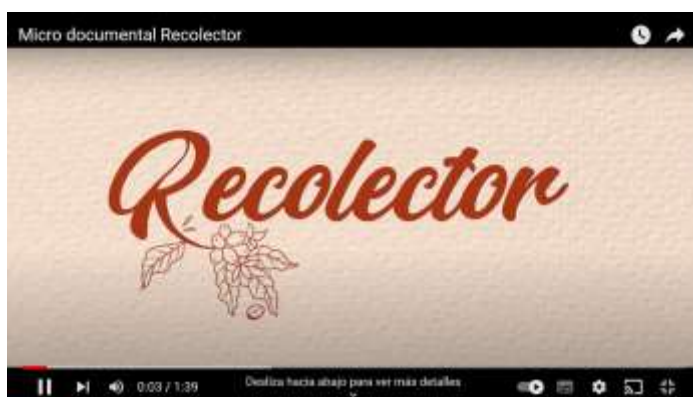 Micro documental Recolector
Recolector
0:03 / 1:39
Desliza hacia abajo para ver más detalles